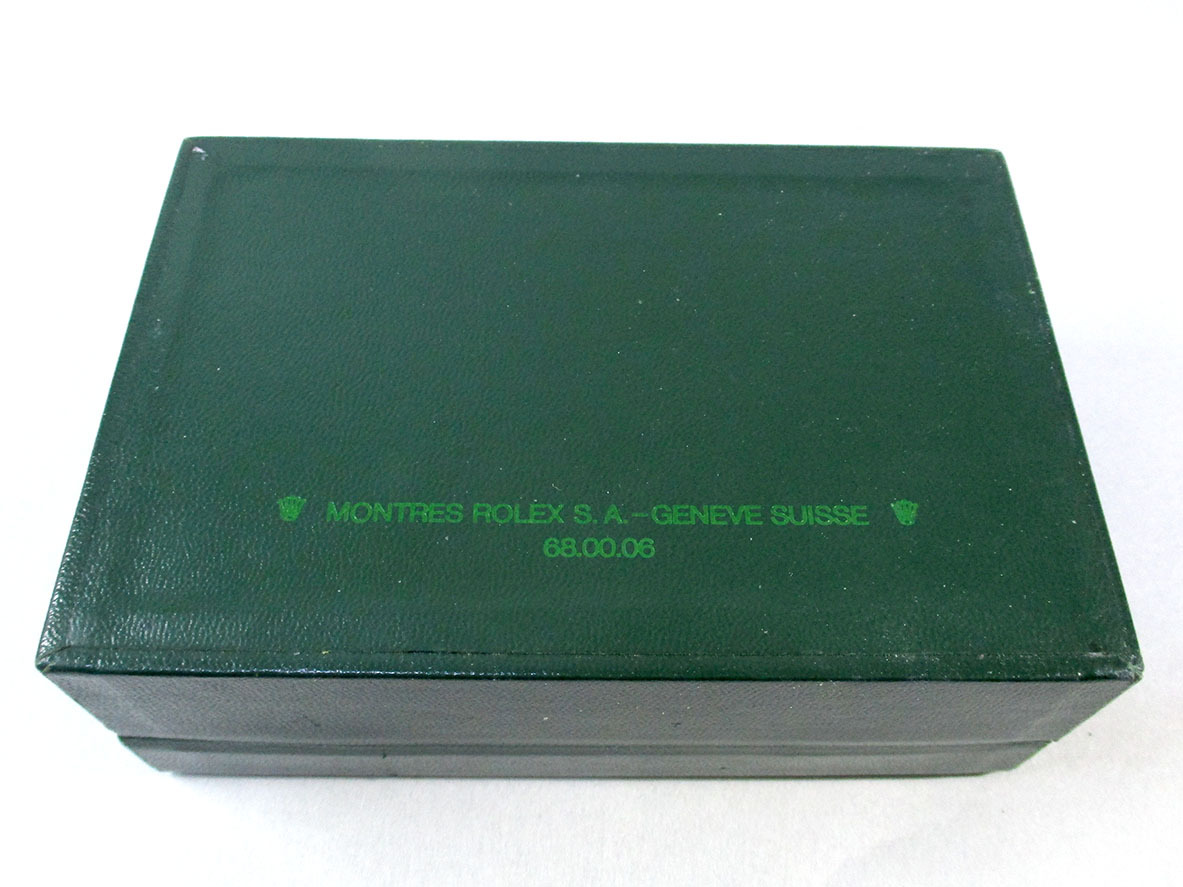 MONTRES ROLEX S. A. – GENEVE SUISSE
68.00.06